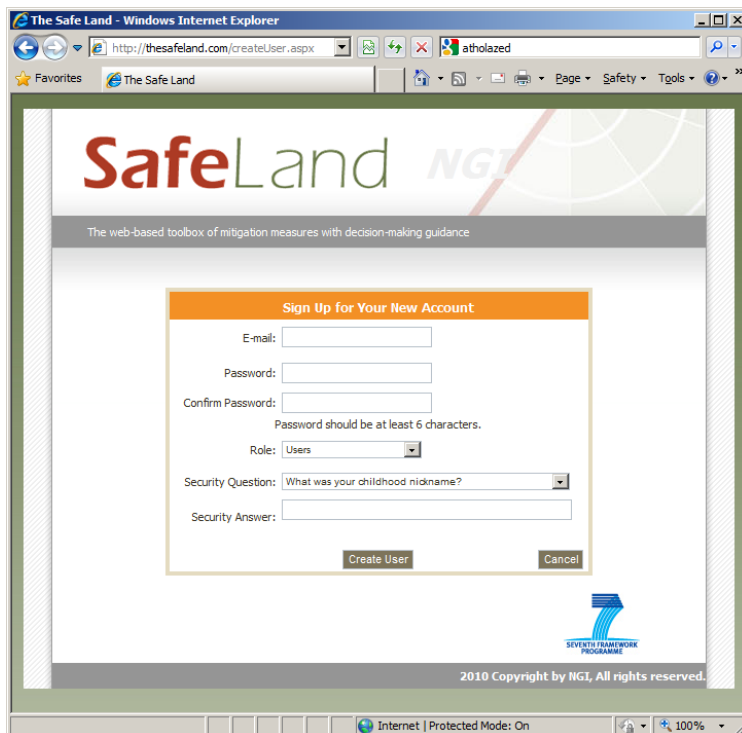 The Safe Land - Windows Internet Explorer
http://thesafeland.com/createUser.aspx
atholazed
Favorites
The Safe Land
Page
Safety
Tools
SafeLand
NGI
The web-based toolbox of mitigation measures with decision-making guidance
Sign Up for Your New Account
E-mail:
Password:
Confirm Password:
Password should be at least 6 characters.
Role: Users
Security Question: What was your childhood nickname?
Security Answer:
Create User
Cancel
7
SEVENTH FRAMEWORK
PROGRAMME
2010 Copyright by NGI, All rights reserved.
Internet | Protected Mode: On
100%